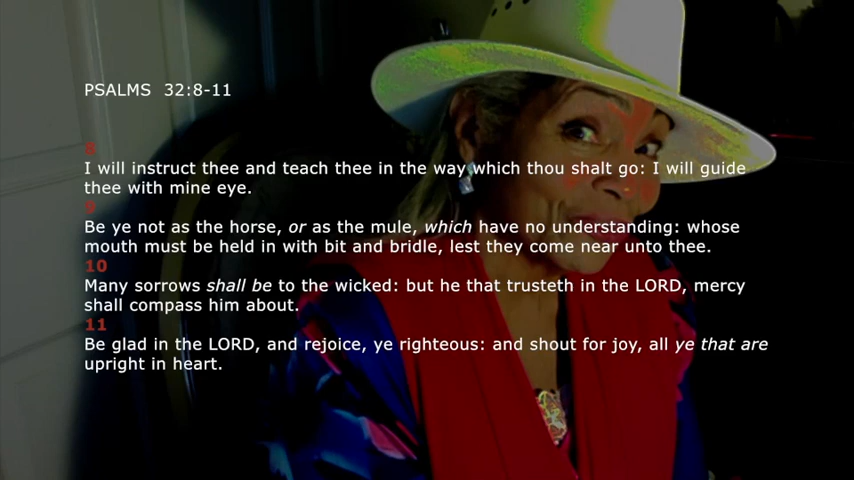 PSALMS 32:8-11
8
I will instruct thee and teach thee in the way which thou shalt go: I will guide
thee with mine eye.
9
Be ye not as the horse, or as the mule, which have no understanding: whose
mouth must be held in with bit and bridle, lest they come near unto thee.
10
Many sorrows shall be to the wicked: but he that trusteth in the LORD, mercy
shall compass him about.
11
Be glad in the LORD, and rejoice, ye righteous: and shout for joy, all ye that are
upright in heart.